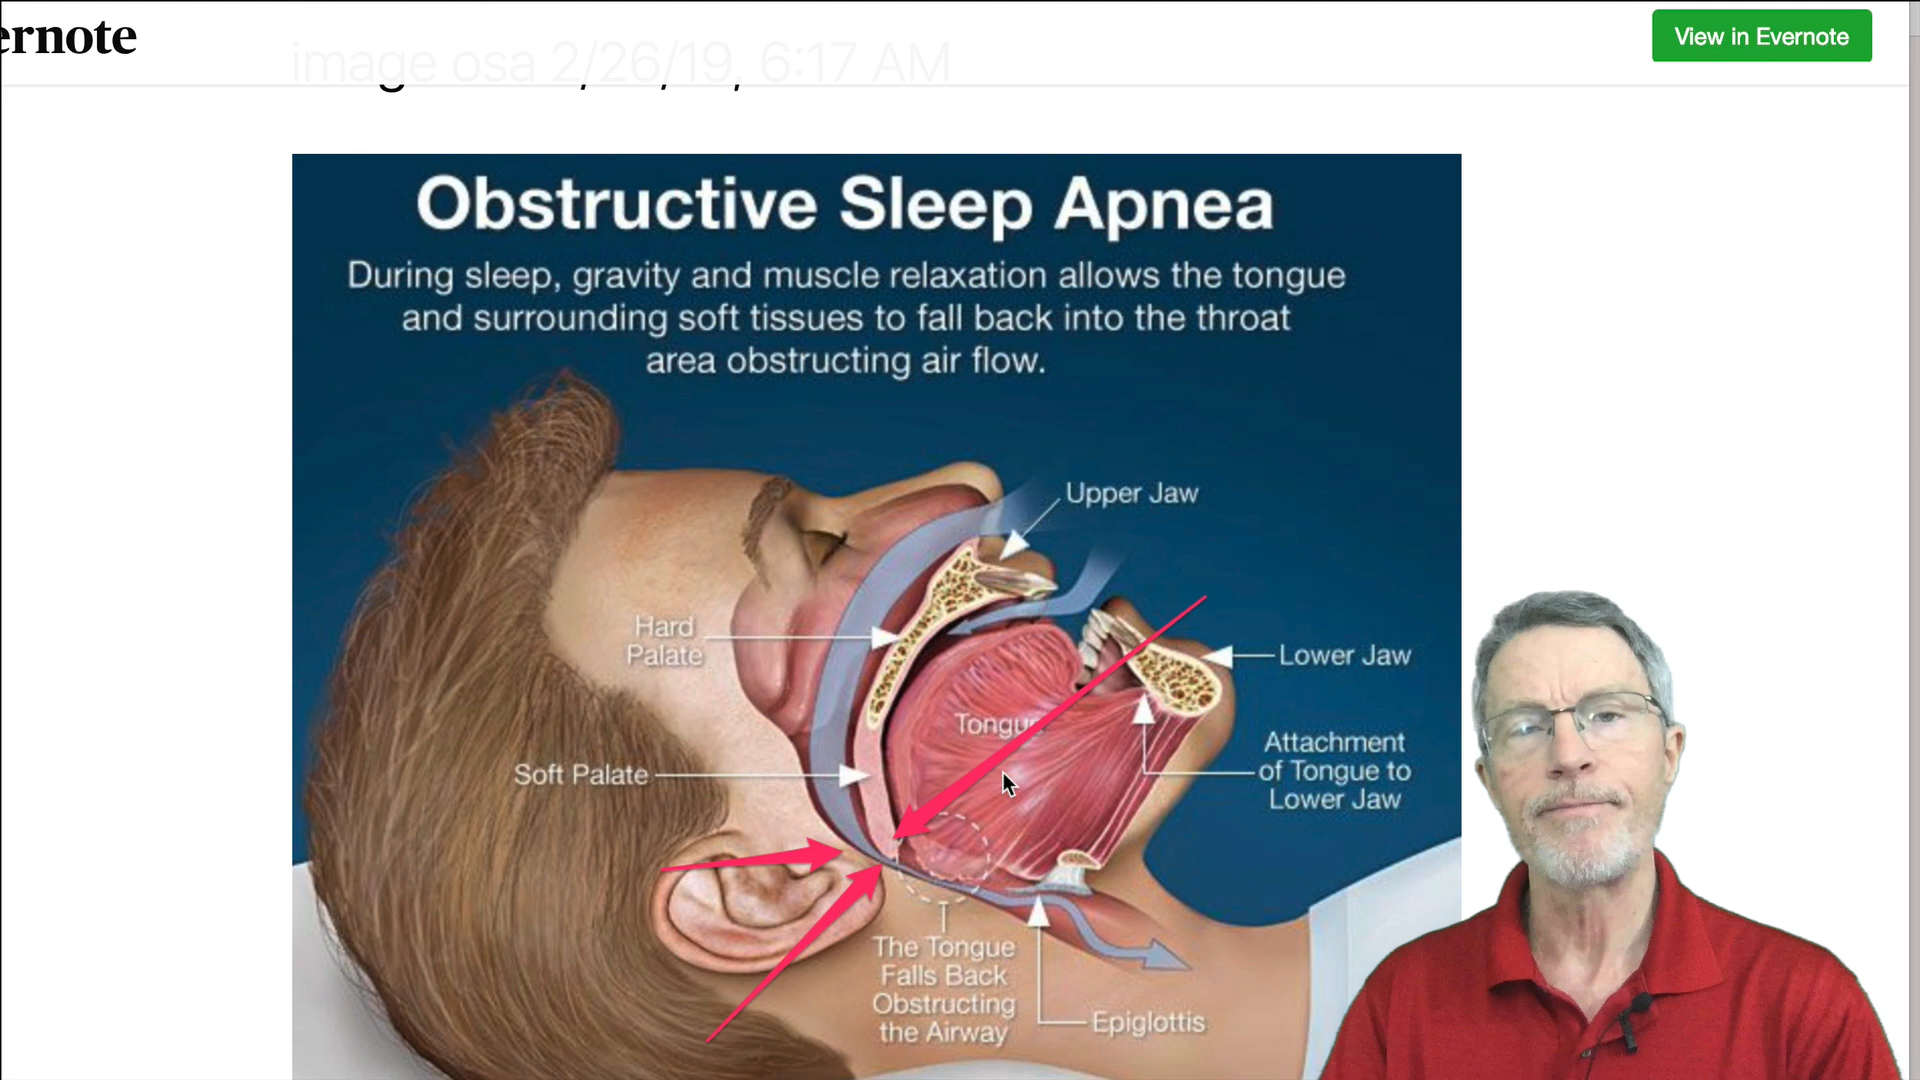 ernote
View in Evernote
image osa 2/26/19, 6:17 AM
Obstructive Sleep Apnea
During sleep, gravity and muscle relaxation allows the tongue
and surrounding soft tissues to fall back into the throat
area obstructing air flow.
Upper Jaw
Hard
Palate
Lower Jaw
Tongue
Soft Palate
Attachment
of Tongue to
Lower Jaw
The Tongue
Falls Back
Obstructing
the Airway
Epiglottis